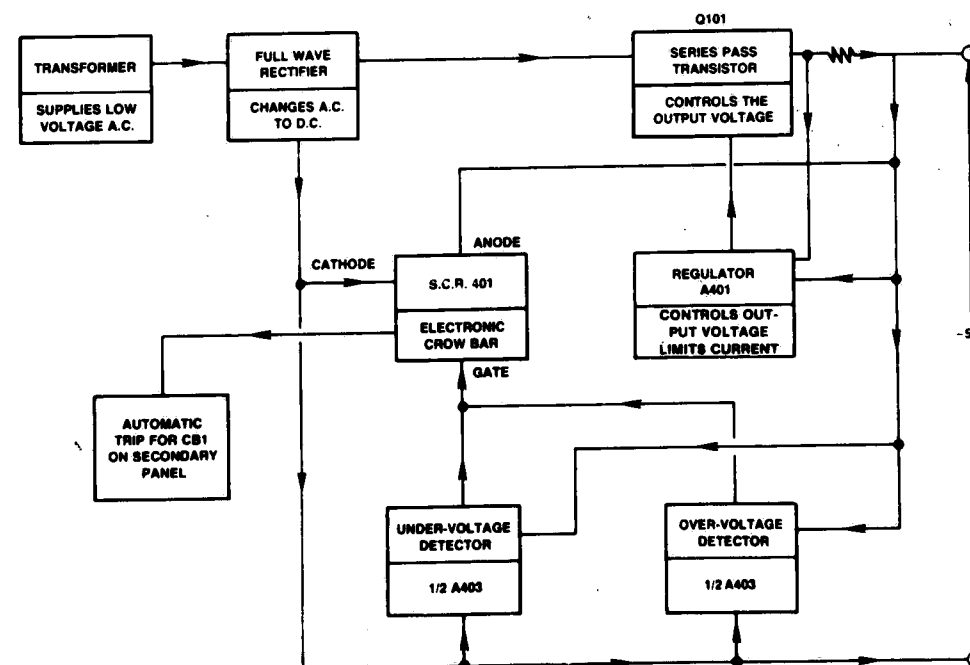 Q101
TRANSFORMER
SUPPLIES LOW
VOLTAGE A.C.
FULL WAVE
RECTIFIER
CHANGES A.C.
TO D.C.
SERIES PASS
TRANSISTOR
CONTROLS THE
OUTPUT VOLTAGE
ANODE
CATHODE
S.C.R. 401
ELECTRONIC
CROW BAR
GATE
REGULATOR
A401
CONTROLS OUT-
PUT VOLTAGE
LIMITS CURRENT
AUTOMATIC
TRIP FOR CB1
ON SECONDARY
PANEL
UNDER-VOLTAGE
DETECTOR
1/2 A403
OVER-VOLTAGE
DETECTOR
1/2 A403